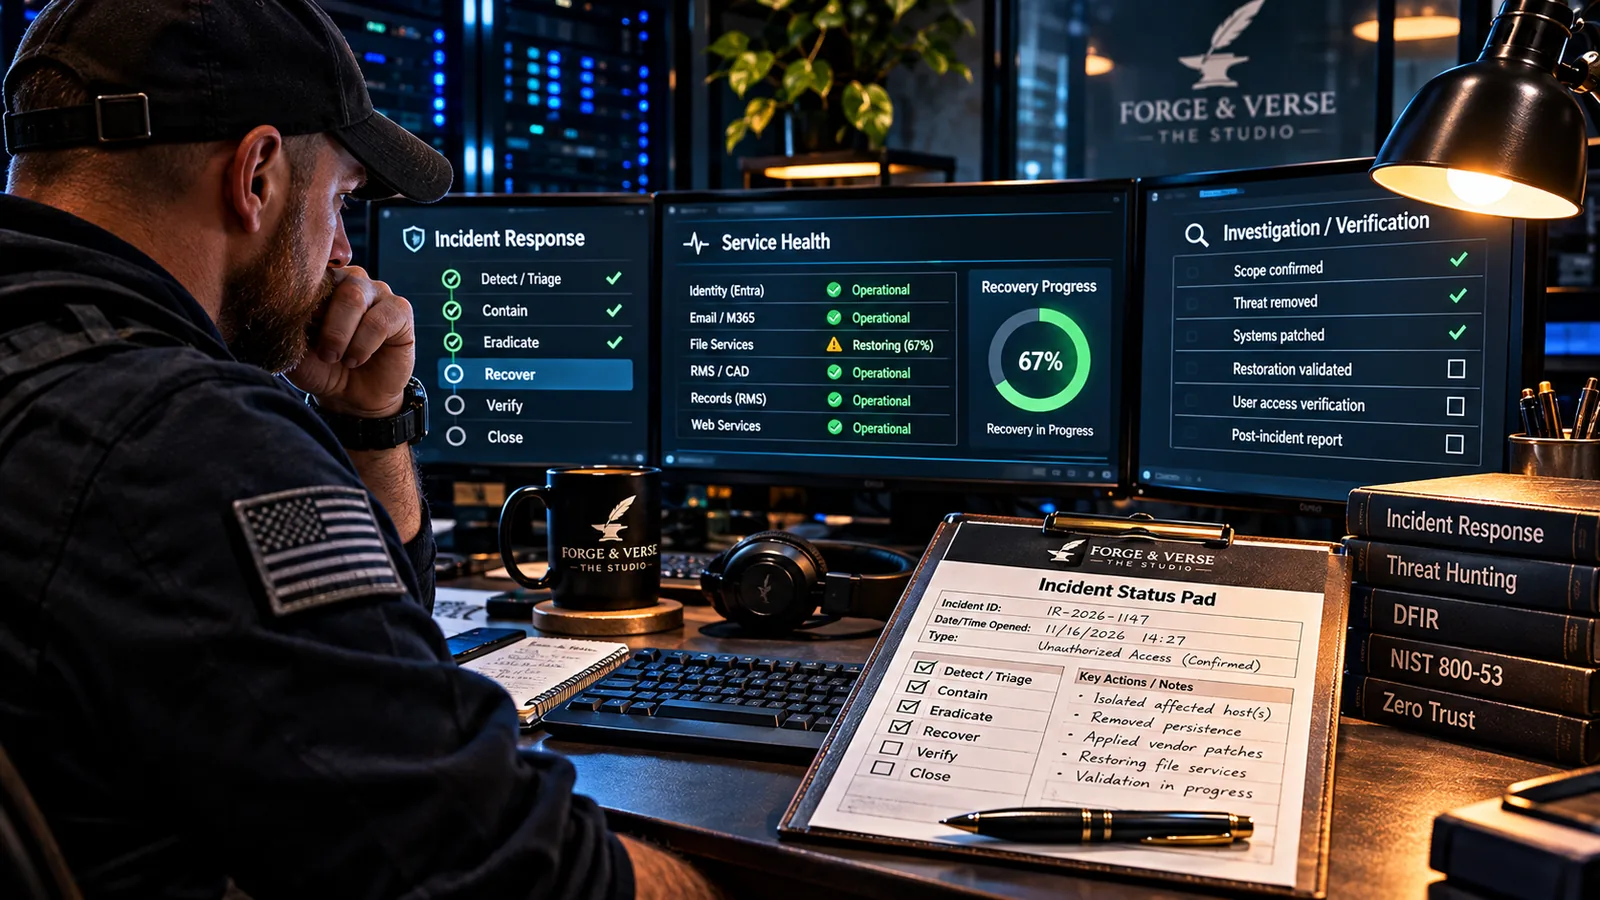 FORGE & VERSE
THE STUDIO
Incident Response
Detect / Triage
Contain
Eradicate
Recover
Verify
Close
Service Health
Identity (Entra)
Operational
Email / M365
Operational
File Services
Restoring (67%)
RMS / CAD
Operational
Records (RMS)
Operational
Web Services
Operational
Recovery Progress
67%
Recovery in Progress
Investigation / Verification
Scope confirmed
Threat removed
Systems patched
Restoration validated
User access verification
Post-incident report
FORGE & VERSE
THE STUDIO
FORGE & VERSE
THE STUDIO
Incident Status Pad
Incident ID: IR-2026-1147
Date/Time Opened: 11/16/2026 14:27
Type: Unauthorized Access (Confirmed)
Detect / Triage
Contain
Eradicate
Recover
Verify
Close
Key Actions / Notes
• Isolated affected host(s)
• Removed persistence
• Applied vendor patches
• Restoring file services
• Validation in progress
Incident Response
Threat Hunting
DFIR
NIST 800-53
Zero Trust